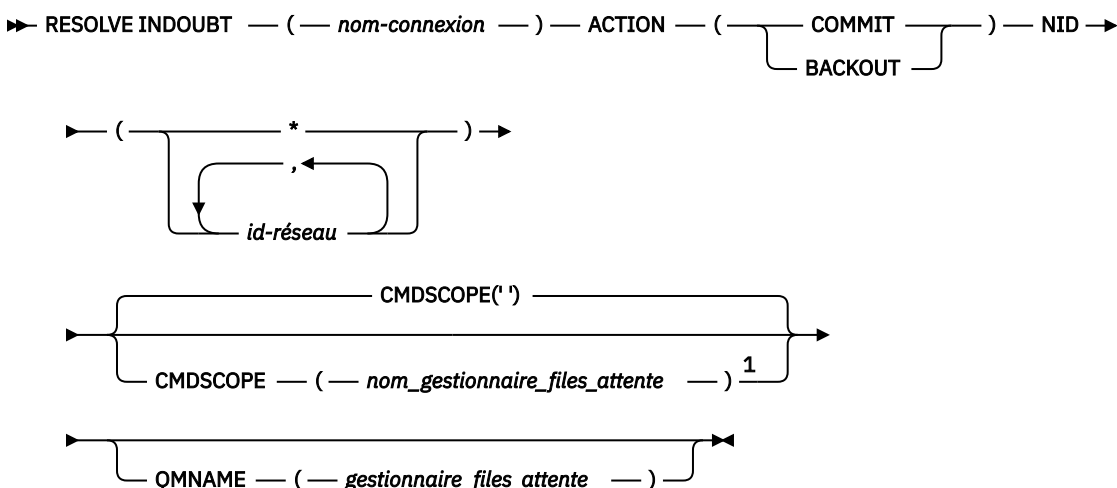 RESOLVE INDOUBT ( nom-connexion ) ACTION ( COMMIT ) NID
BACKOUT
( * )
,
id-réseau
CMDSCOPE(' ')
CMDSCOPE ( nom_gestionnaire_files_attente ) 1
QMNAME ( gestionnaire_files_attente )